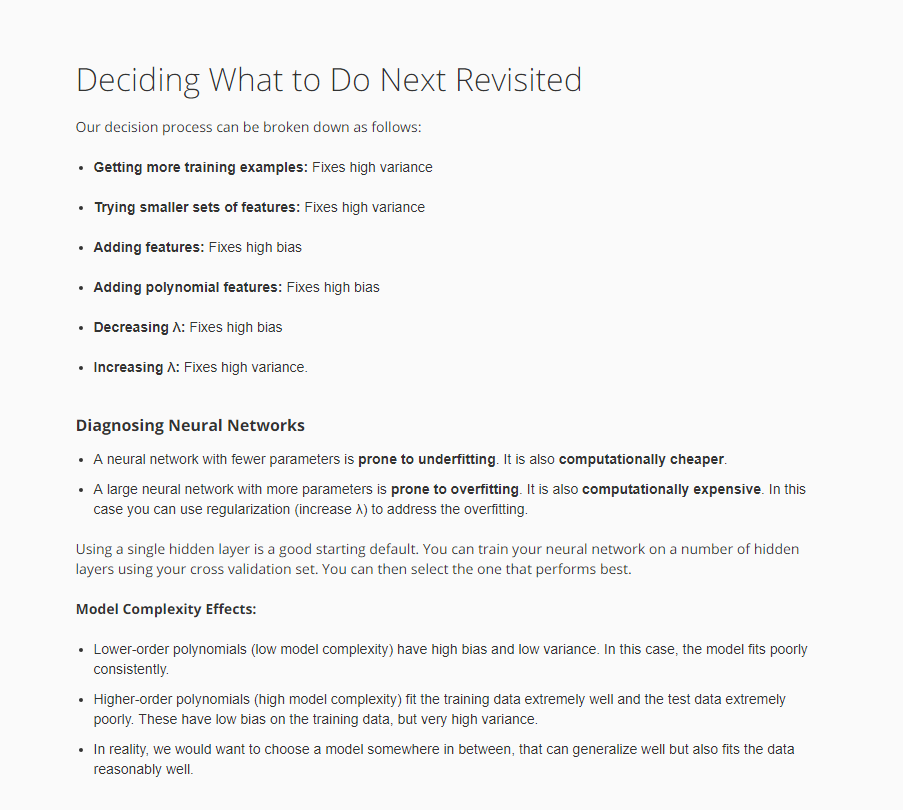 Deciding What to Do Next Revisited
Our decision process can be broken down as follows:
• Getting more training examples: Fixes high variance
• Trying smaller sets of features: Fixes high variance
• Adding features: Fixes high bias
• Adding polynomial features: Fixes high bias
• Decreasing λ: Fixes high bias
• Increasing λ: Fixes high variance.
Diagnosing Neural Networks
• A neural network with fewer parameters is prone to underfitting. It is also computationally cheaper.
• A large neural network with more parameters is prone to overfitting. It is also computationally expensive. In this
case you can use regularization (increase λ) to address the overfitting.
Using a single hidden layer is a good starting default. You can train your neural network on a number of hidden
layers using your cross validation set. You can then select the one that performs best.
Model Complexity Effects:
• Lower-order polynomials (low model complexity) have high bias and low variance. In this case, the model fits poorly
consistently.
• Higher-order polynomials (high model complexity) fit the training data extremely well and the test data extremely
poorly. These have low bias on the training data, but very high variance.
• In reality, we would want to choose a model somewhere in between, that can generalize well but also fits the data
reasonably well.